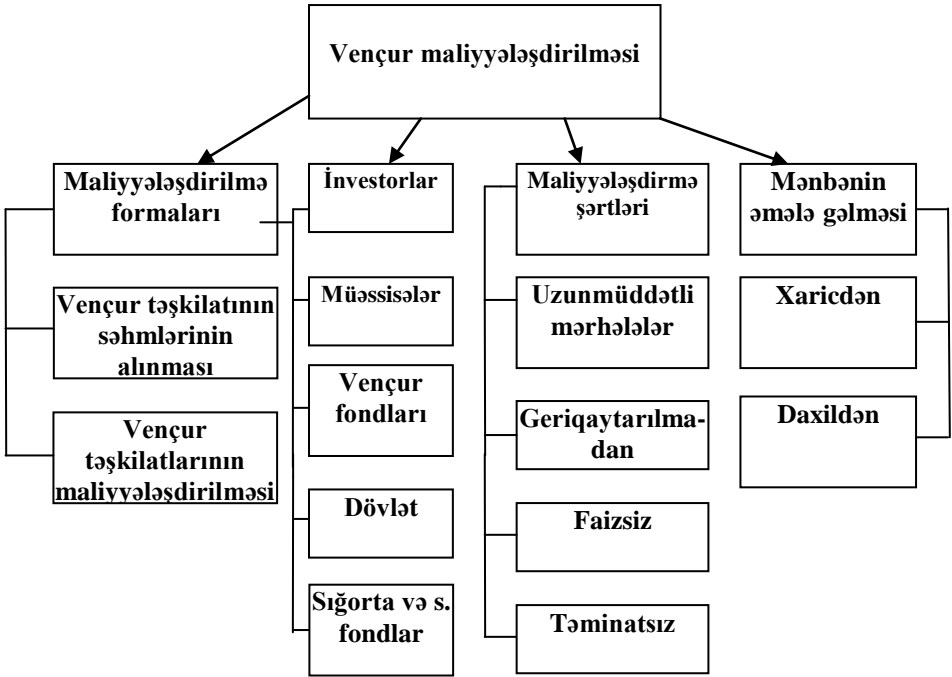 Vençur maliyyələşdirilməsi
Maliyyələşdirilmə
formaları
Vençur təşkilatının
səhmlərinin
alınması
Vençur
təşkilatlarının
maliyyələşdirilməsi
İnvestorlar
Müəssisələr
Vençur
fondları
Dövlət
Sığorta və s.
fondlar
Maliyyələşdirmə
şərtləri
Uzunmüddətli
mərhələlər
Geriqaytarılma-
dan
Faizsiz
Təminatsız
Mənbənin
əmələ gəlməsi
Xaricdən
Daxildən